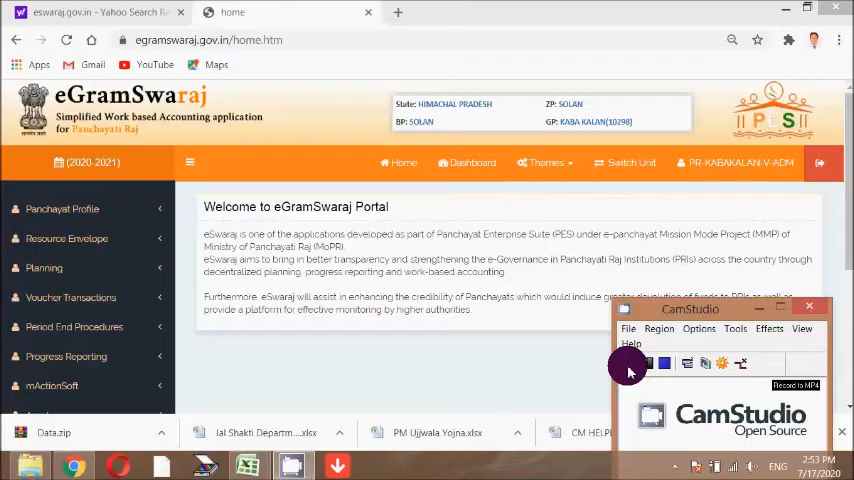 eswaraj.gov.in - Yahoo Search Re
home
egramswaraj.gov.in/home.htm
Apps
Gmail
YouTube
Maps
eGramSwaraj
Simplified Work based Accounting application
for Panchayati Raj
State: HIMACHAL PRADESH
ZP: SOLAN
BP: SOLAN
GP: KABA KALAN(10298)
PES
(2020-2021)
Home
Dashboard
Themes
Switch Unit
PR-KABAKALAN-V-ADM
Panchayat Profile
Resource Envelope
Planning
Voucher Transactions
Period End Procedures
Progress Reporting
mActionSoft
Welcome to eGramSwaraj Portal
eSwaraj is one of the applications developed as part of Panchayat Enterprise Suite (PES) under e-panchayat Mission Mode Project (MMP) of
Ministry of Panchayati Raj (MoPR).
eSwaraj aims to bring in better transparency and strengthening the e-Governance in Panchayati Raj Institutions (PRIs) across the country through
decentralized planning, progress reporting and work-based accounting.
Furthermore, eSwaraj will assist in enhancing the credibility of Panchayats which would induce greater devolution of funds to PRIs as well as
provide a platform for effective monitoring by higher authorities.
CamStudio
File Region Options Tools Effects View
Help
Record to MP4
CamStudio
Open Source
Data.zip
Jal Shakti Departm....xlsx
PM Ujjwala Yojna.xlsx
CM HELP
ENG
2:53 PM
7/17/2020